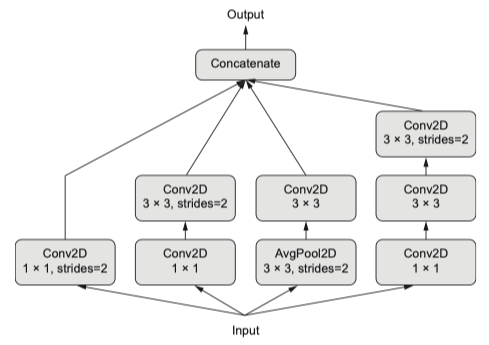 Output
Concatenate
Conv2D
3 × 3, strides=2
Conv2D
3 × 3, strides=2
Conv2D
3 × 3
Conv2D
3 × 3
Conv2D
1 × 1, strides=2
Conv2D
1 × 1
AvgPool2D
3 × 3, strides=2
Conv2D
1 × 1
Input